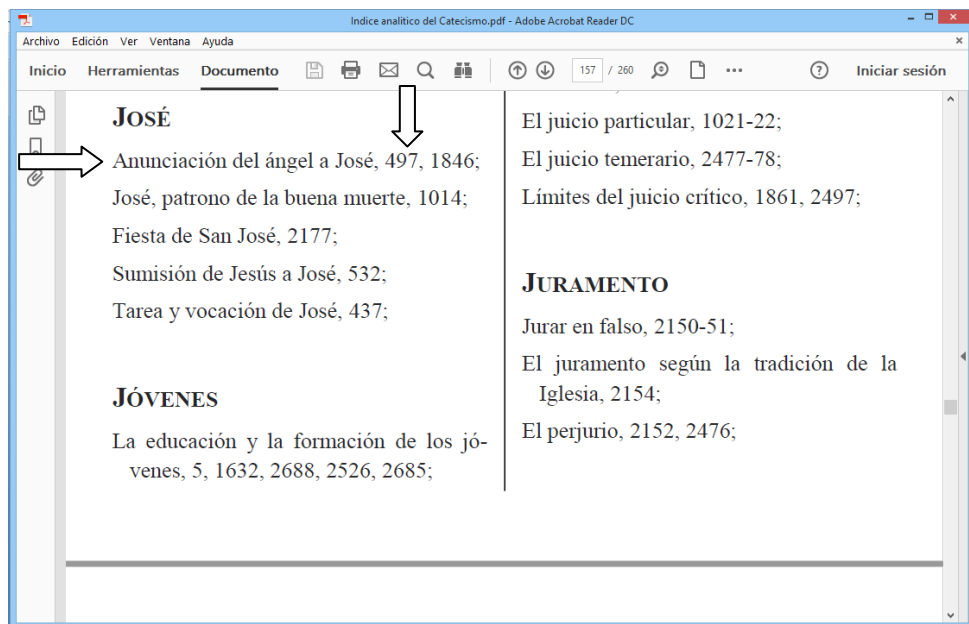 Indice analitico del Catecismo.pdf - Adobe Acrobat Reader DC
Archivo Edición Ver Ventana Ayuda
Inicio Herramientas Documento 157 / 260 Iniciar sesión
JOSÉ
Anunciación del ángel a José, 497, 1846;
José, patrono de la buena muerte, 1014;
Fiesta de San José, 2177;
Sumisión de Jesús a José, 532;
Tarea y vocación de José, 437;
JÓVENES
La educación y la formación de los jó-
venes, 5, 1632, 2688, 2526, 2685;
El juicio particular, 1021-22;
El juicio temerario, 2477-78;
Límites del juicio crítico, 1861, 2497;
JURAMENTO
Jurar en falso, 2150-51;
El juramento según la tradición de la
Iglesia, 2154;
El perjurio, 2152, 2476;